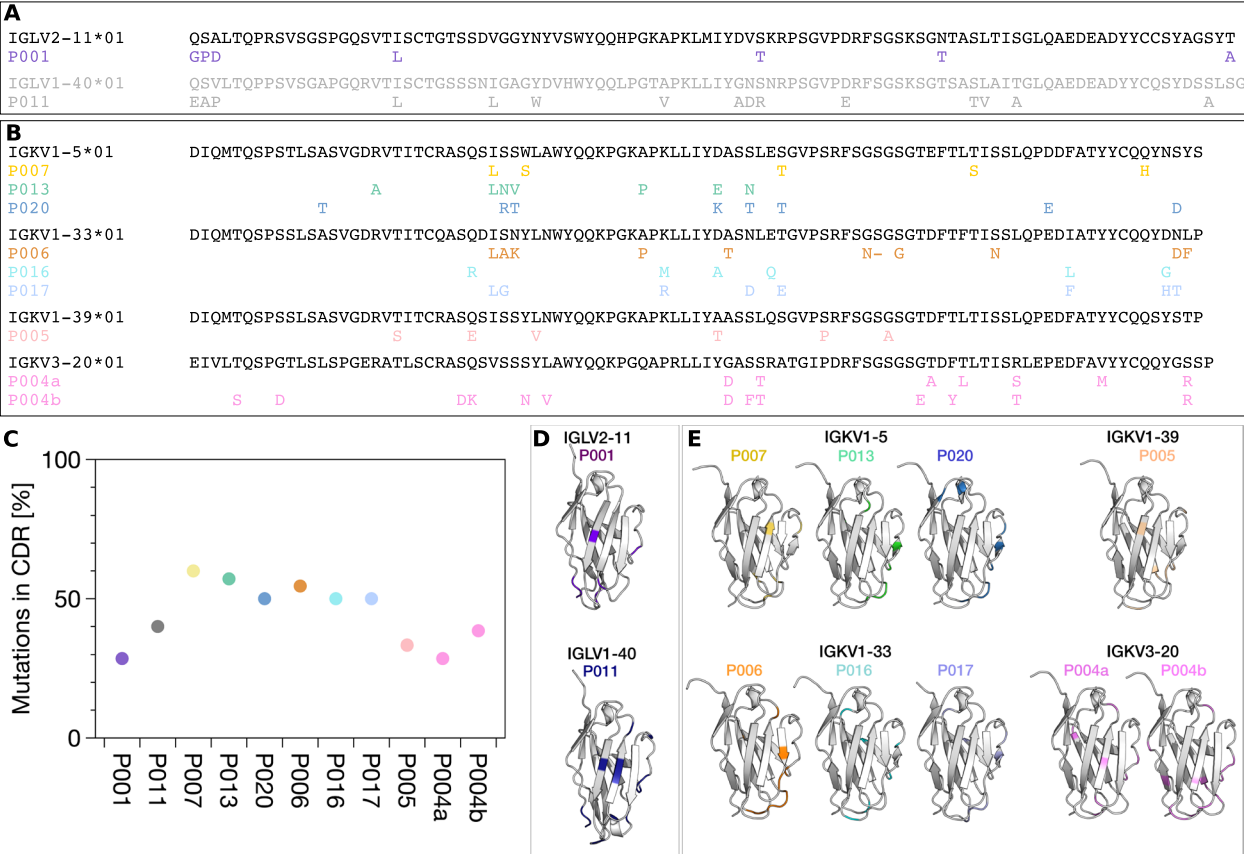 A
IGLV2-11*01 QSALTQPRSVSGSPGQSVTISCTGTSSDVGGYNYVSWYQQHPGKAPKLMIYDVSKRPSGVPDRFSGSKSGNTASLTISGLQAEDEADYYCCSYAGSYT
P001 GPD L T T A
IGLV1-40*01 QSVLTQPPSVSGAPGQRVTISCTGSSSNIGAGYDVHWYQQLPGTAPKLLIYGNSNRPSGVPDRFSGSKSGTSASLAITGLQAEDEADYYCQSYDSSLSG
P011 EAP L L W V ADR E TV A A
B
IGKV1-5*01 DIQMTQSPSTLSASVGDRVTITCRASQSISSWLAWYQQKPGKAPKLLIYDASSLESGVPSRFSGSGSGTEFTLTISSLQPDDFATYYCQQYNSYS
P007 L S T S H
P013 A LNV P E N
P020 T RT K T T E D
IGKV1-33*01 DIQMTQSPSSLSASVGDRVTITCQASQDISNYLNWYQQKPGKAPKLLIYDASNLETGVPSRFSGSGSGTDFTFTISSLQPEDIATYYCQQYDNLP
P006 LAK P T N- G N DF
P016 R M A Q L G
P017 LG R D E F HT
IGKV1-39*01 DIQMTQSPSSLSASVGDRVTITCRASQSISSYLNWYQQKPGKAPKLLIYAASSLQSGVPSRFSGSGSGTDFTLTISSLQPEDFATYYCQQSYSTP
P005 S E V T P A
IGKV3-20*01 EIVLTQSPGTLSLSPGERATLSCRASQSVSSSYLAWYQQKPGQAPRLLIYGASSRATGIPDRFSGSGSGTDFTLTISRLEPEDFAVYYCQQYGSSP
P004a D T A L S M R
P004b S D DK N V D FT E Y T R
C
Mutations in CDR [%]
100
50
0
P001 P011 P007 P013 P020 P006 P016 P017 P005 P004a P004b
D
IGLV2-11
P001
IGLV1-40
P011
E
IGKV1-5 IGKV1-39
P007 P013 P020 P005
IGKV1-33 IGKV3-20
P006 P016 P017 P004a P004b